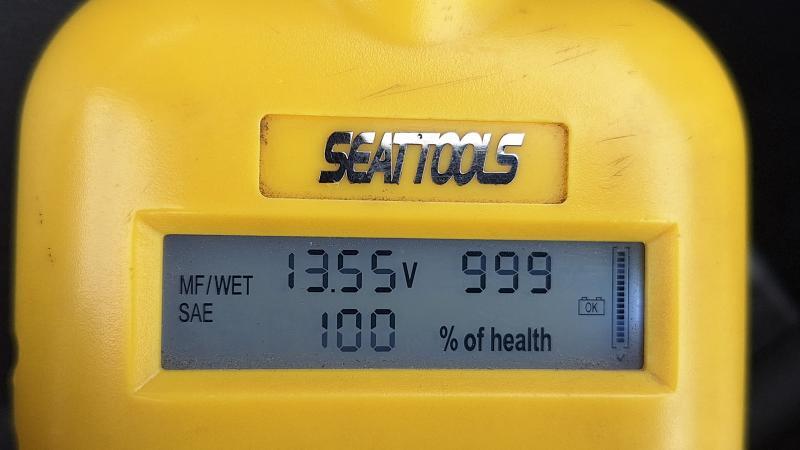 SEATTOOLS
MF/WET 13.55V 999
SAE 100 % of health
OK